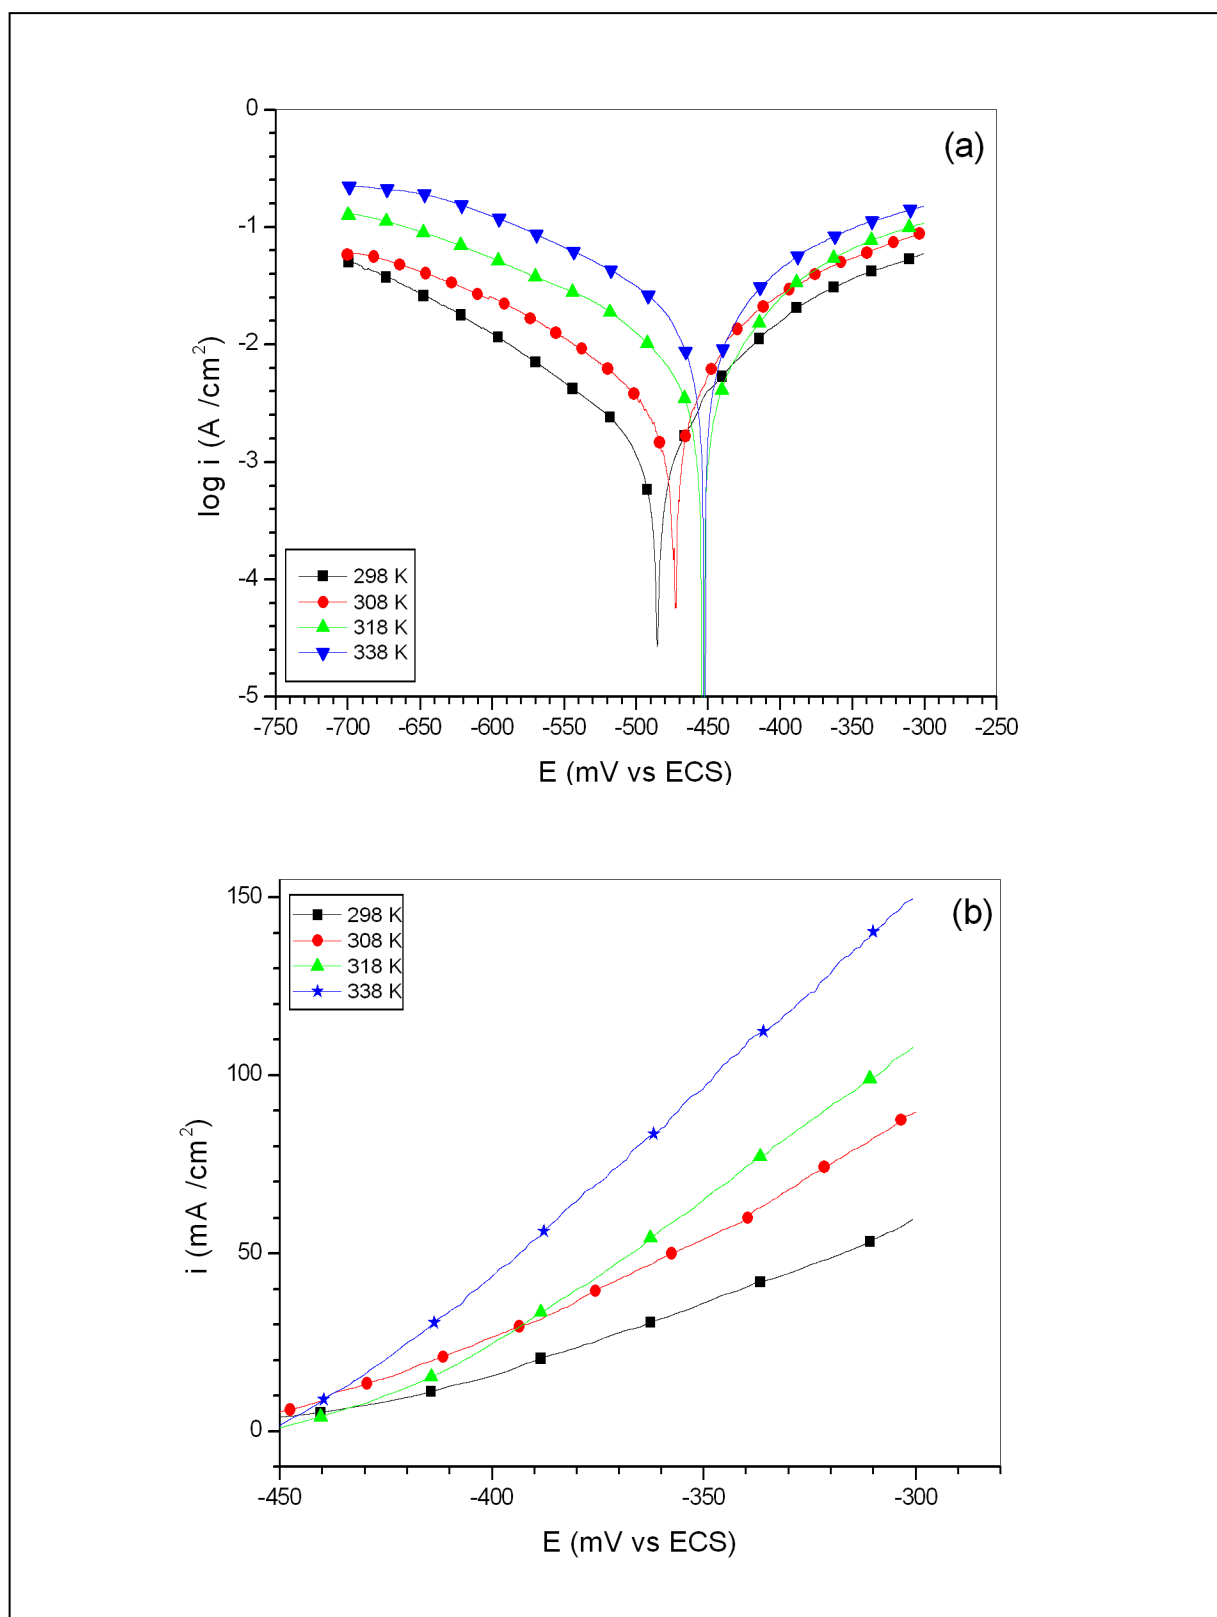 (a)
0
-1
-2
-3
-4
-5
log i (A /cm²)
298 K
308 K
318 K
338 K
-750 -700 -650 -600 -550 -500 -450 -400 -350 -300 -250
E (mV vs ECS)
(b)
150
100
50
0
i (mA /cm²)
298 K
308 K
318 K
338 K
-450 -400 -350 -300
E (mV vs ECS)